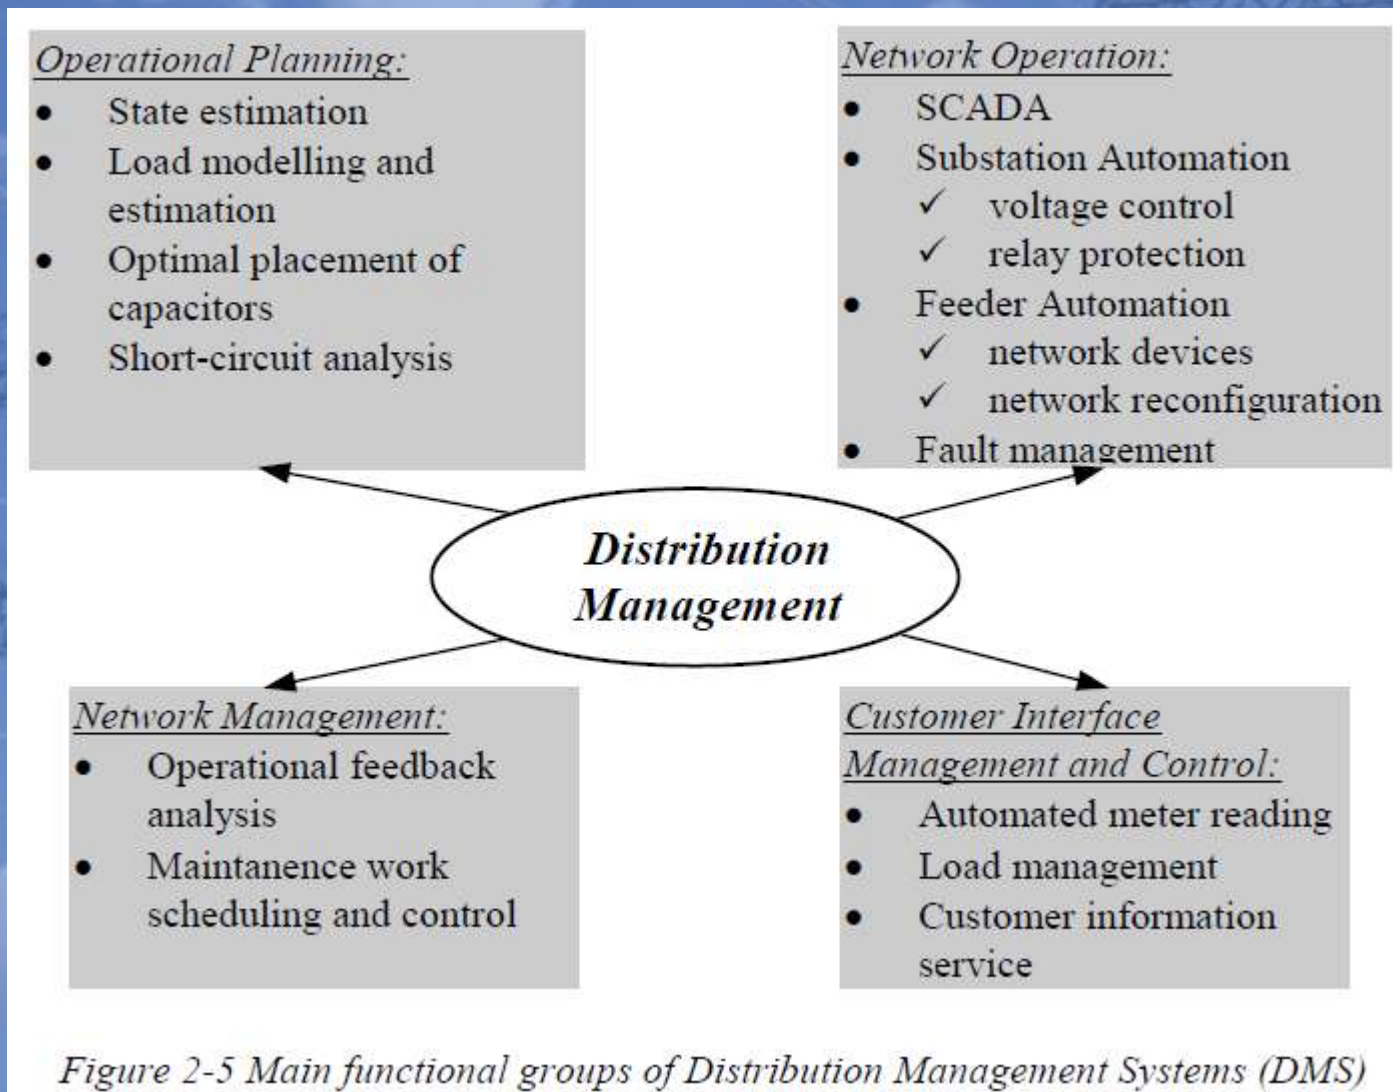 Operational Planning:
● State estimation
● Load modelling and
estimation
● Optimal placement of
capacitors
● Short-circuit analysis
Network Operation:
● SCADA
● Substation Automation
✓ voltage control
✓ relay protection
● Feeder Automation
✓ network devices
✓ network reconfiguration
● Fault management
Distribution
Management
Network Management:
● Operational feedback
analysis
● Maintanence work
scheduling and control
Customer Interface
Management and Control:
● Automated meter reading
● Load management
● Customer information
service
Figure 2-5 Main functional groups of Distribution Management Systems (DMS)